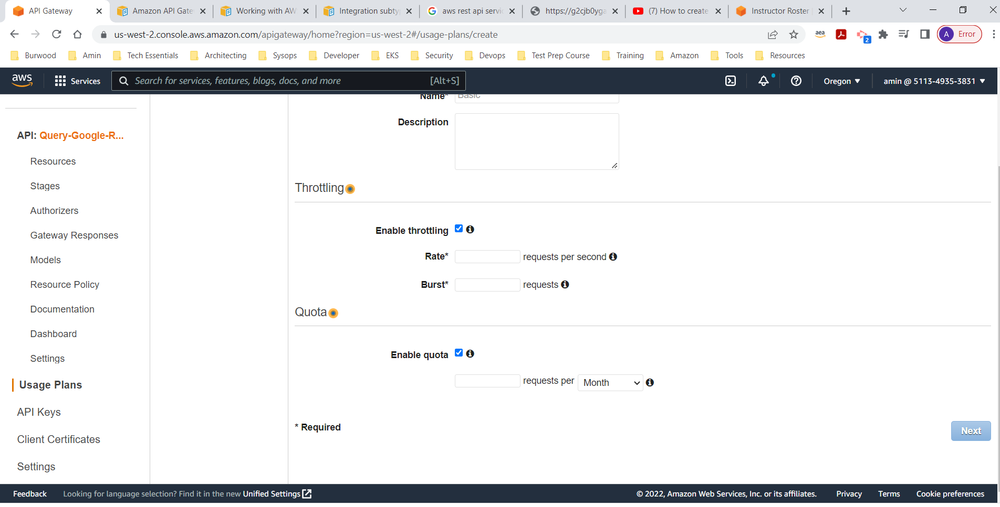 API Gateway
Amazon API Gate
Working with AW
Integration subty
aws rest api servi
https://g2cjb0yga
(7) How to create
Instructor Roster
us-west-2.console.aws.amazon.com/apigateway/home?region=us-west-2#/usage-plans/create
aea
2
A Error
Burwood Amin Tech Essentials Architecting Sysops Developer EKS Security Devops Test Prep Course Training Amazon Tools Resources
aws Services Search for services, features, blogs, docs, and more [Alt+S] Oregon ▼ amin @ 5113-4935-3831 ▼
API: Query-Google-R...
Resources
Stages
Authorizers
Gateway Responses
Models
Resource Policy
Documentation
Dashboard
Settings
Usage Plans
API Keys
Client Certificates
Settings
Name* Basic
Description
Throttling
Enable throttling
Rate* requests per second
Burst* requests
Quota
Enable quota
requests per Month
* Required
Next
Feedback Looking for language selection? Find it in the new Unified Settings © 2022, Amazon Web Services, Inc. or its affiliates. Privacy Terms Cookie preferences